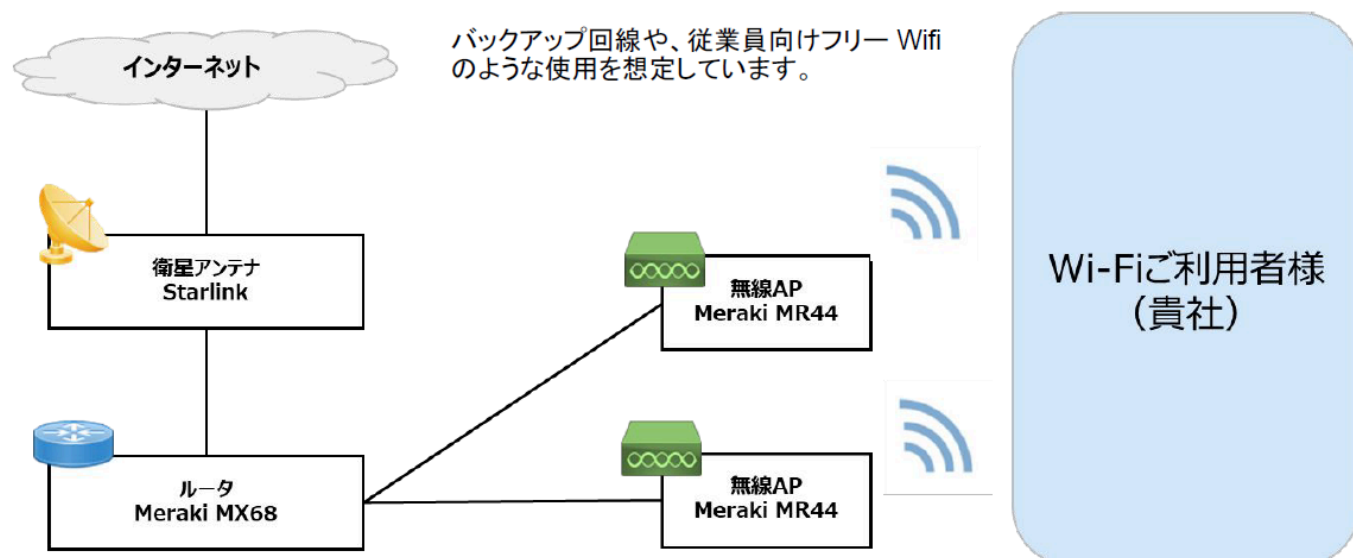 インターネット
バックアップ回線や、従業員向けフリー Wifi
のような使用を想定しています。
衛星アンテナ
Starlink
無線AP
Meraki MR44
Wi-Fiご利用者様
（貴社）
ルータ
Meraki MX68
無線AP
Meraki MR44